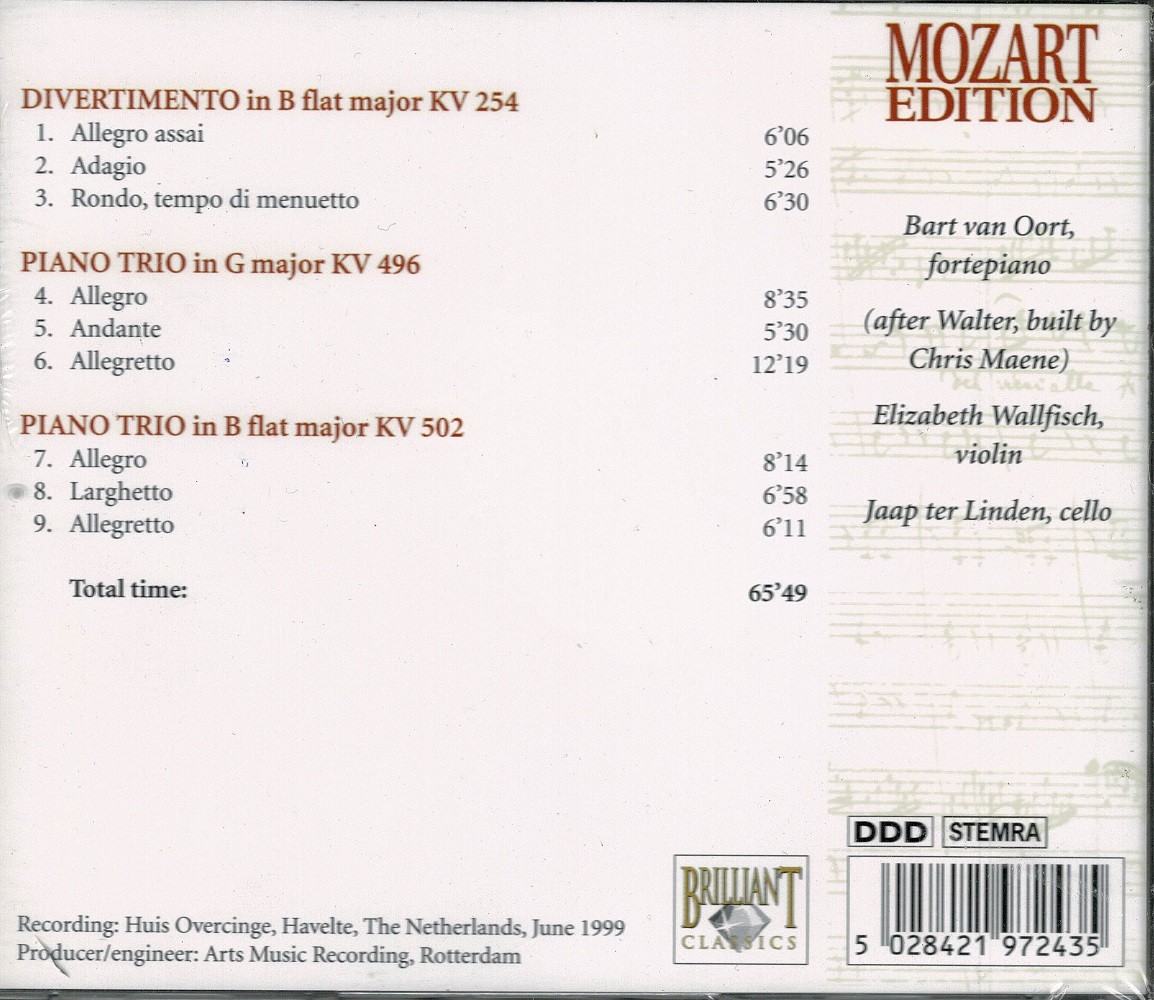 DIVERTIMENTO in B flat major KV 254
1. Allegro assai 6’06
2. Adagio 5’26
3. Rondo, tempo di menuetto 6’30
PIANO TRIO in G major KV 496
4. Allegro 8’35
5. Andante 5’30
6. Allegretto 12’19
PIANO TRIO in B flat major KV 502
7. Allegro 8’14
8. Larghetto 6’58
9. Allegretto 6’11
Total time: 65’49
Recording: Huis Overcinge, Havelte, The Netherlands, June 1999
Producer/engineer: Arts Music Recording, Rotterdam
BRILLIANT
CLASSICS
MOZART
EDITION
Bart van Oort,
fortepiano
(after Walter, built by
Chris Maene)
Elizabeth Wallfisch,
violin
Jaap ter Linden, cello
DDD STEMRA
5 028421 972435